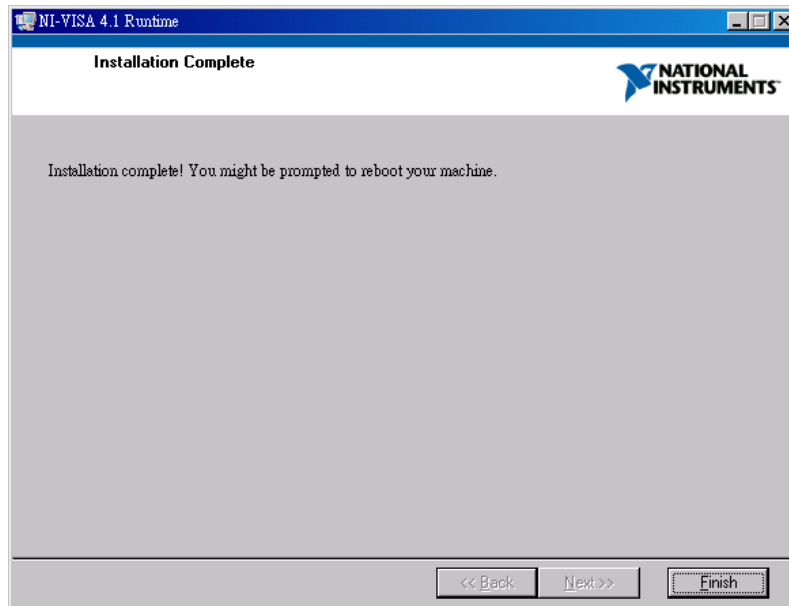 NI-VISA 4.1 Runtime
Installation Complete
NATIONAL
INSTRUMENTS™
Installation complete! You might be prompted to reboot your machine.
<< Back Next >> Finish